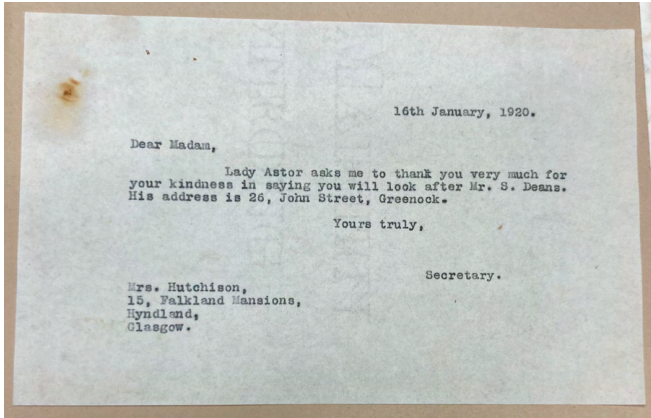 16th January, 1920.
Dear Madam,
Lady Astor asks me to thank you very much for
your kindness in saying you will look after Mr. S. Deans.
His address is 26, John Street, Greenock.
Yours truly,
Secretary.
Mrs. Hutchison,
15, Falkland Mansions,
Hyndland,
Glasgow.